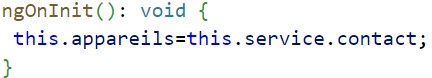 ngOnInit(): void {
this.appareils=this.service.contact;
}